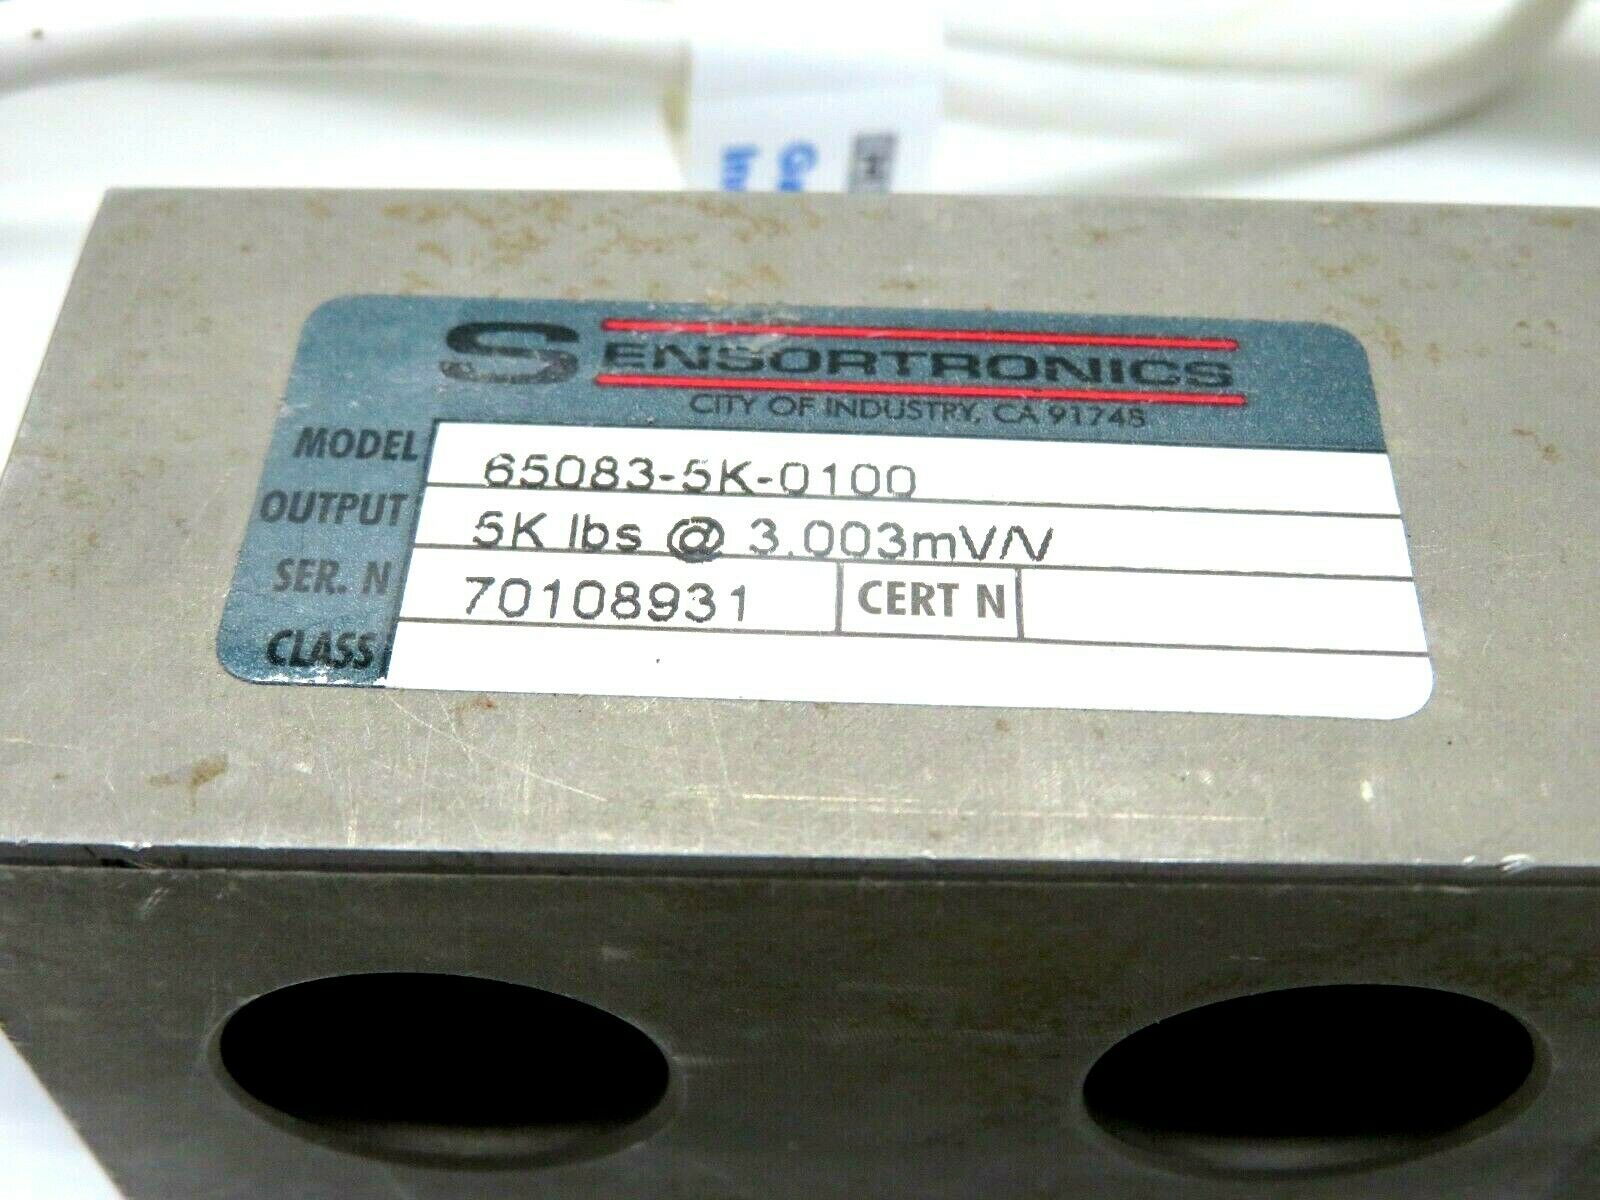 SENSORTRONICS
CITY OF INDUSTRY, CA 91748
MODEL 65083-5K-0100
OUTPUT 5K lbs @ 3.003mV/V
SER. N 70108931 CERT N
CLASS